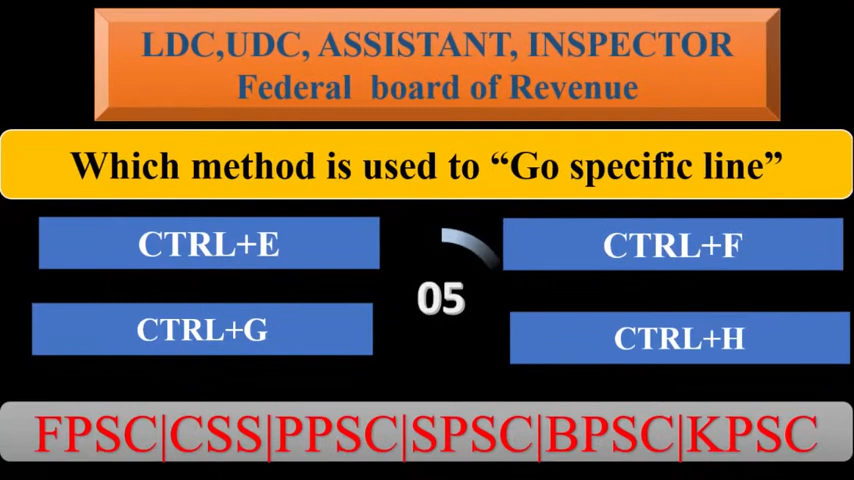 LDC,UDC, ASSISTANT, INSPECTOR
Federal board of Revenue
Which method is used to “Go specific line”
CTRL+E
CTRL+F
05
CTRL+G
CTRL+H
FPSC|CSS|PPSC|SPSC|BPSC|KPSC